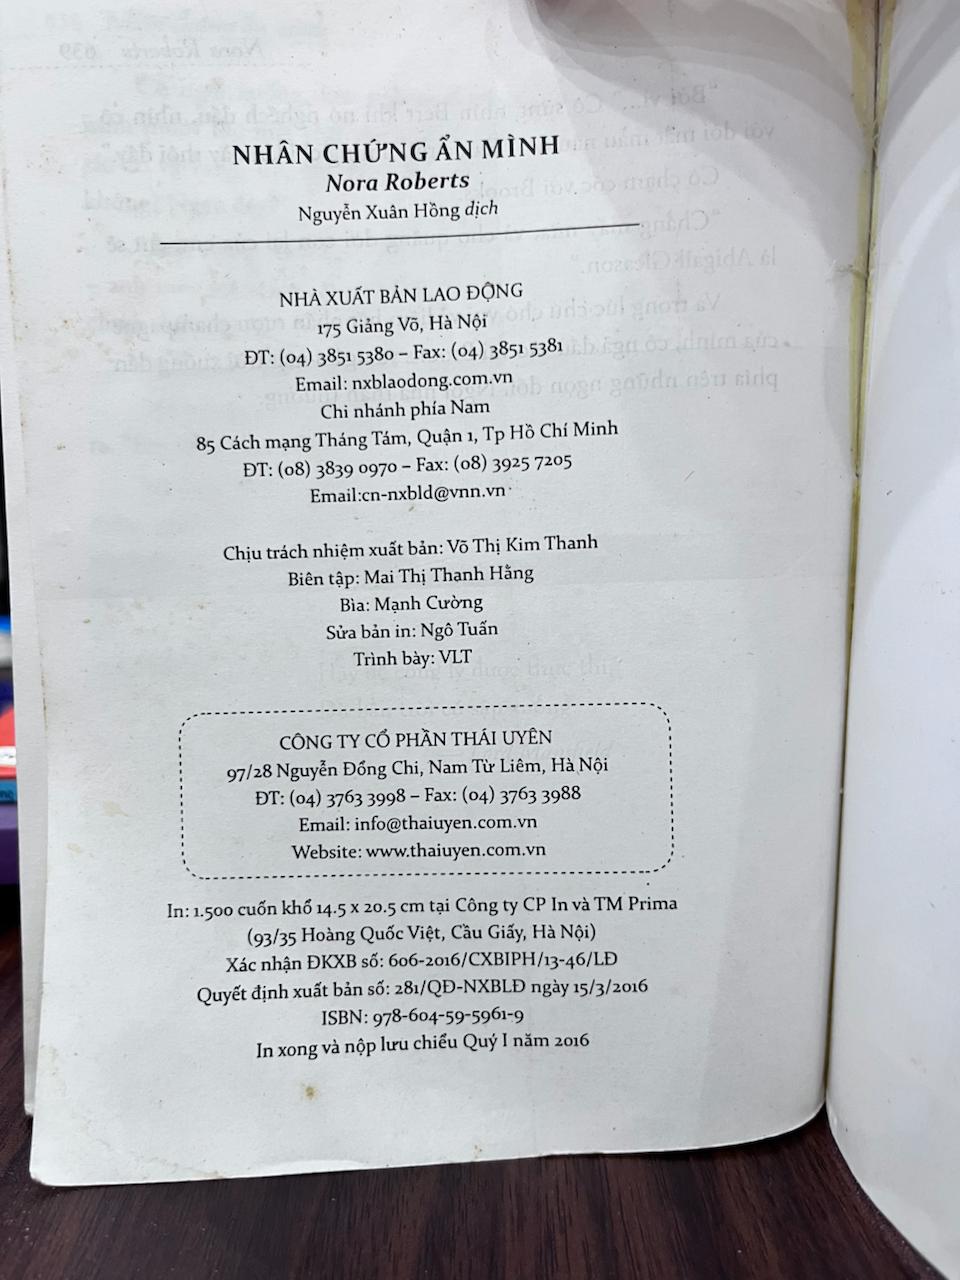 NHÂN CHỨNG ẨN MÌNH
Nora Roberts
Nguyễn Xuân Hồng dịch
NHÀ XUẤT BẢN LAO ĐỘNG
175 Giảng Võ, Hà Nội
ĐT: (04) 3851 5380 – Fax: (04) 3851 5381
Email: nxblaodong.com.vn
Chi nhánh phía Nam
85 Cách mạng Tháng Tám, Quận 1, Tp Hồ Chí Minh
ĐT: (08) 3839 0970 – Fax: (08) 3925 7205
Email:cn-nxbld@vnn.vn
Chịu trách nhiệm xuất bản: Võ Thị Kim Thanh
Biên tập: Mai Thị Thanh Hằng
Bìa: Mạnh Cường
Sửa bản in: Ngô Tuấn
Trình bày: VLT
CÔNG TY CỔ PHẦN THÁI UYÊN
97/28 Nguyễn Đổng Chi, Nam Từ Liêm, Hà Nội
ĐT: (04) 3763 3998 – Fax: (04) 3763 3988
Email: info@thaiuyen.com.vn
Website: www.thaiuyen.com.vn
In: 1.500 cuốn khổ 14.5 x 20.5 cm tại Công ty CP In và TM Prima
(93/35 Hoàng Quốc Việt, Cầu Giấy, Hà Nội)
Xác nhận ĐKXB số: 606-2016/CXBIPH/13-46/LĐ
Quyết định xuất bản số: 281/QĐ-NXBLĐ ngày 15/3/2016
ISBN: 978-604-59-5961-9
In xong và nộp lưu chiểu Quý I năm 2016